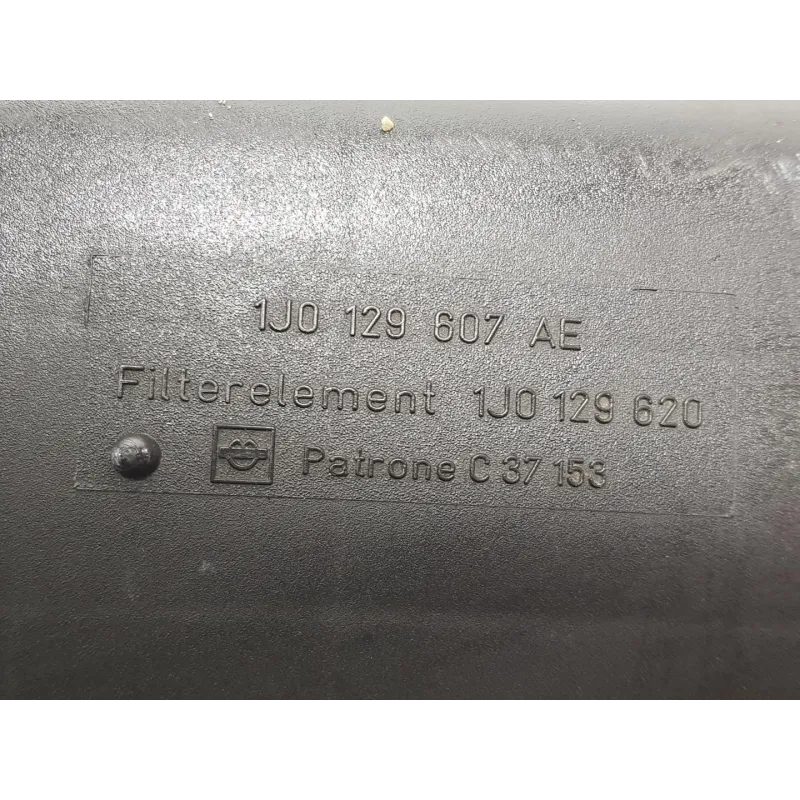 1J0 129 607 AE
Filterelement 1J0 129 620
Patrone C 37 153